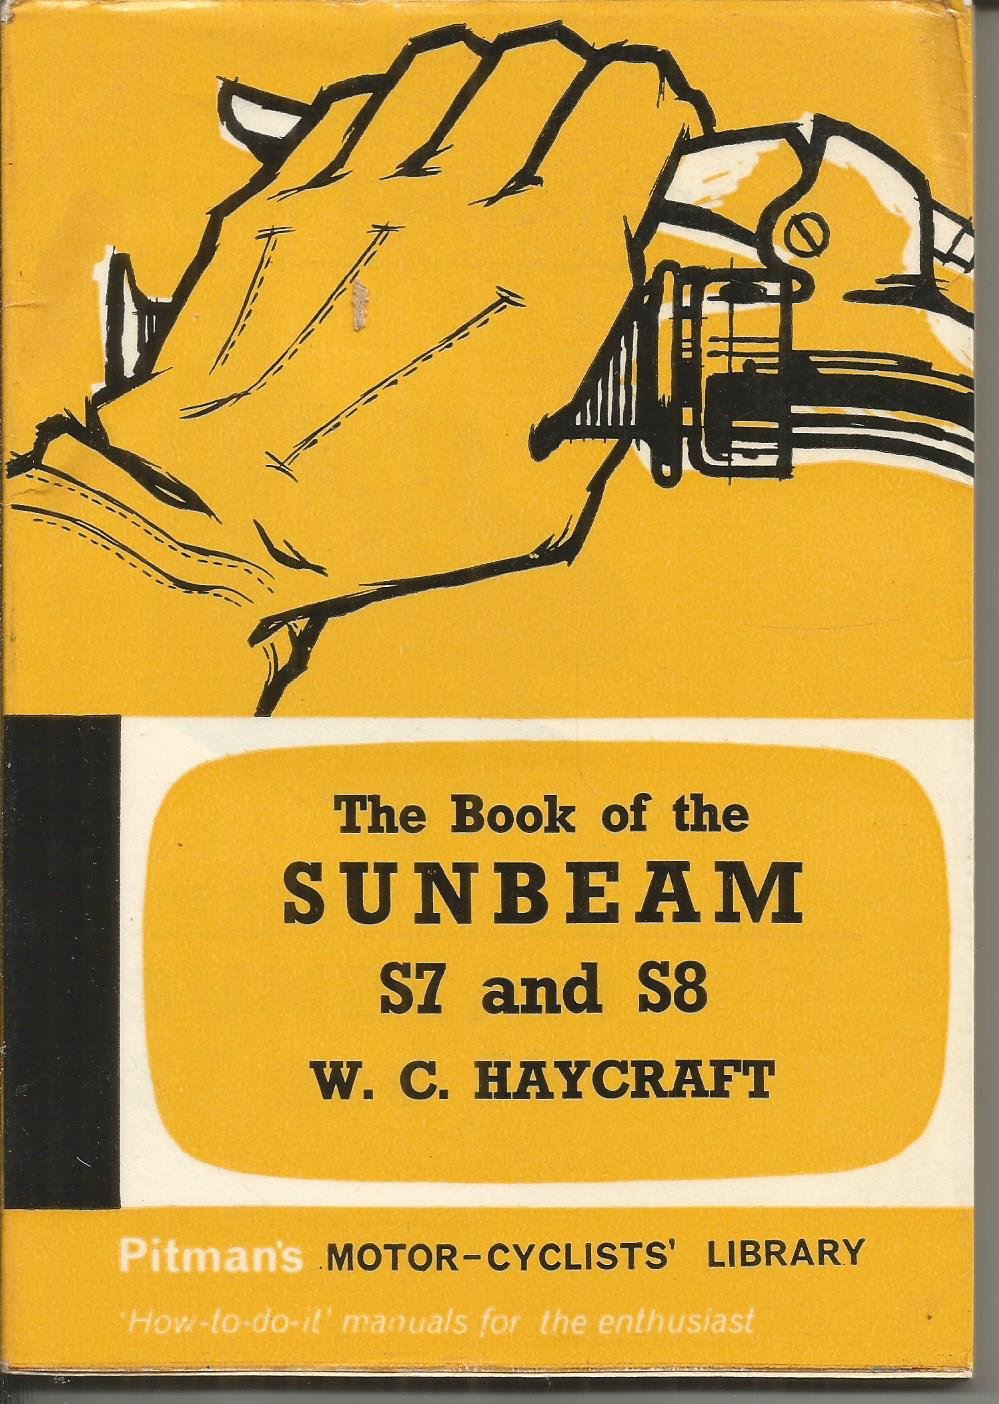 The Book of the
SUNBEAM
S7 and S8
W. C. HAYCRAFT
Pitman's MOTOR-CYCLISTS' LIBRARY
'How-to-do-it' manuals for the enthusiast